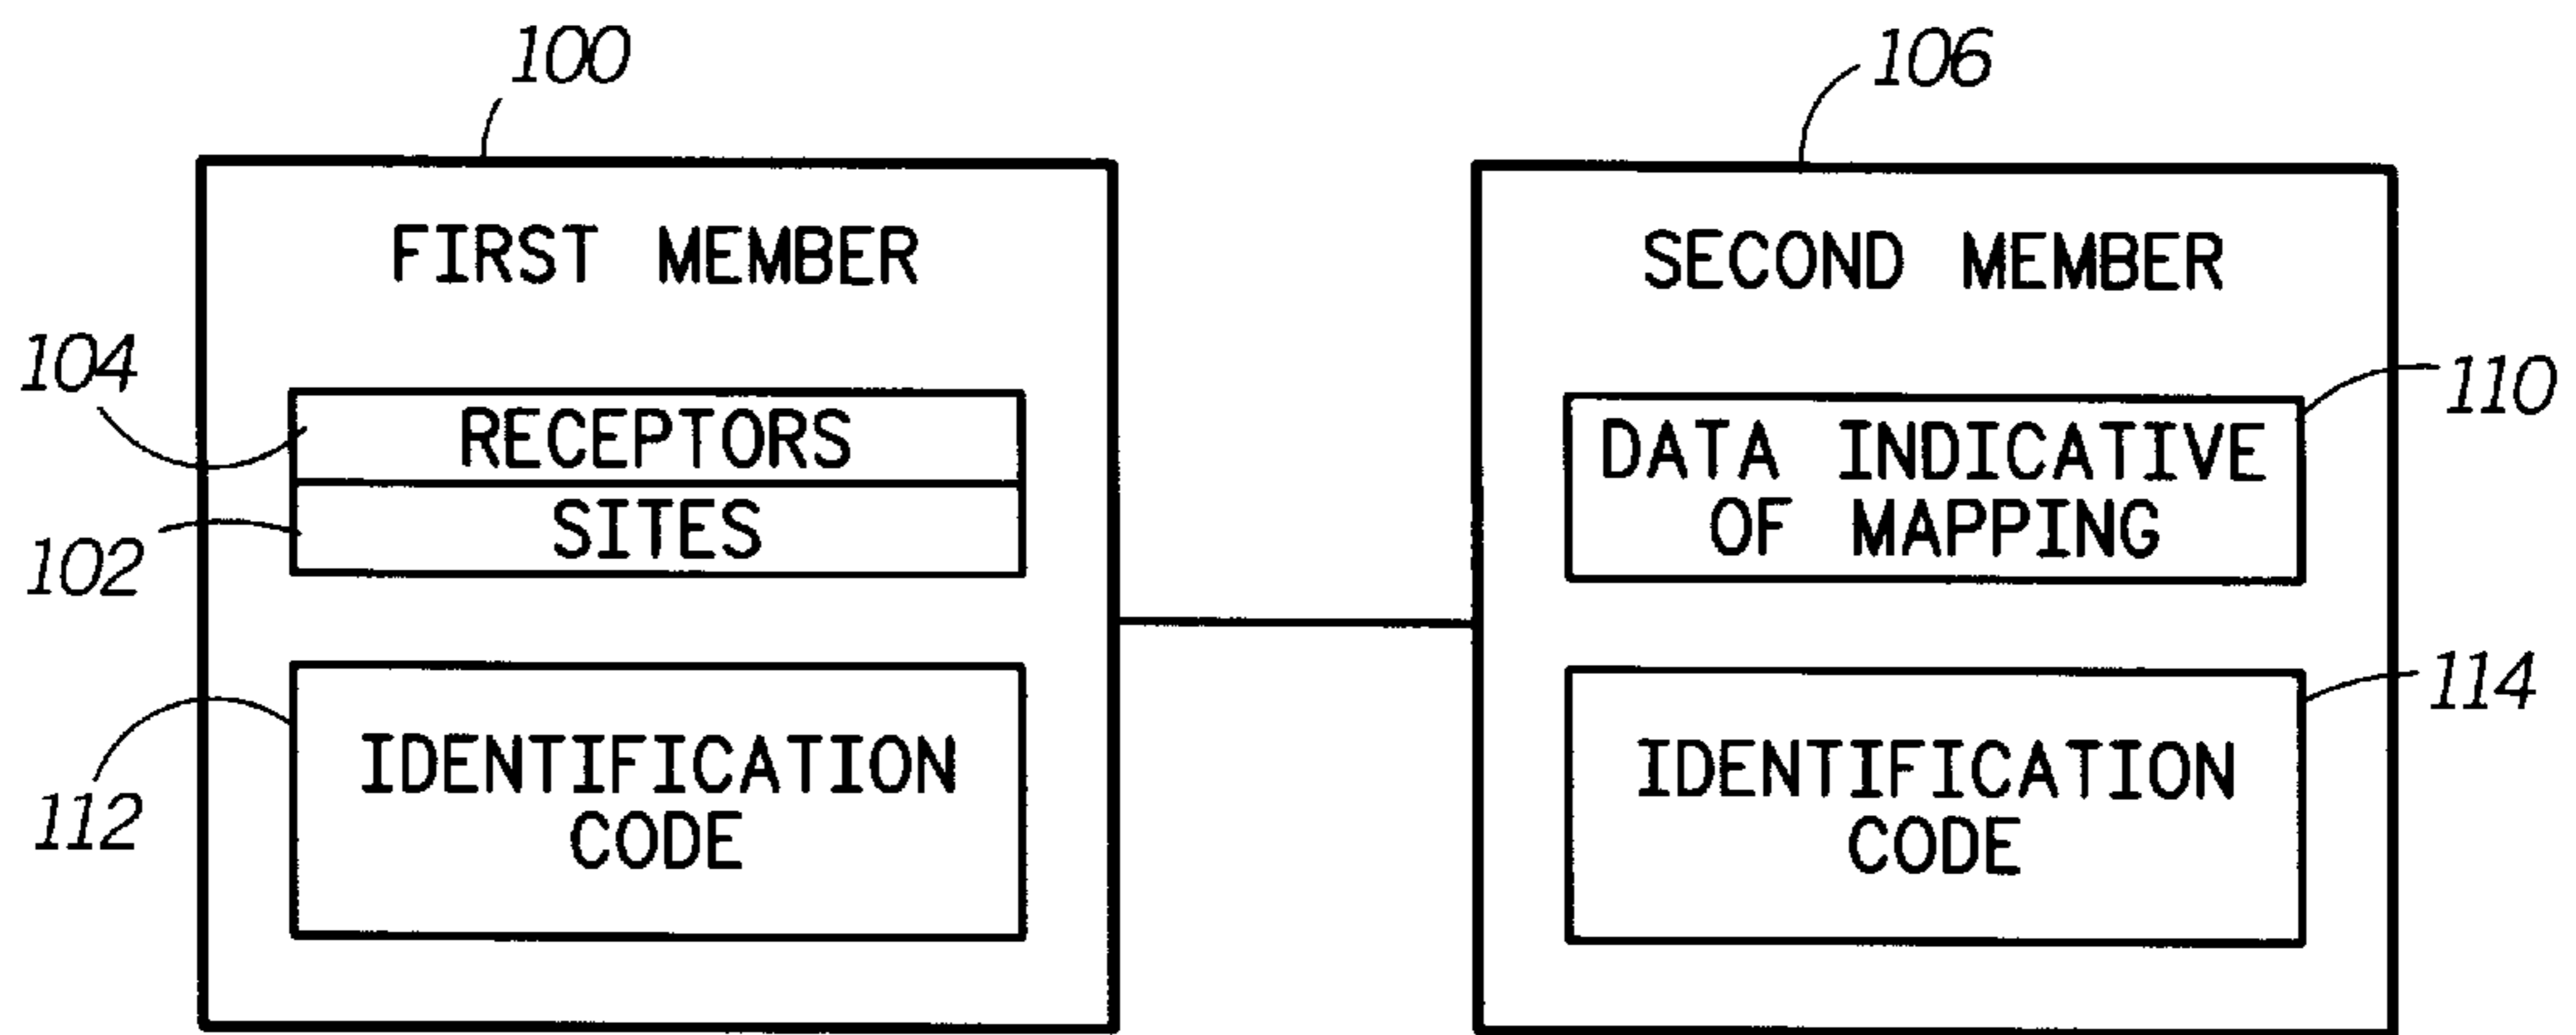 100
106
FIRST MEMBER
SECOND MEMBER
104
RECEPTORS
SITES
102
110
DATA INDICATIVE
OF MAPPING
112
IDENTIFICATION
CODE
114
IDENTIFICATION
CODE